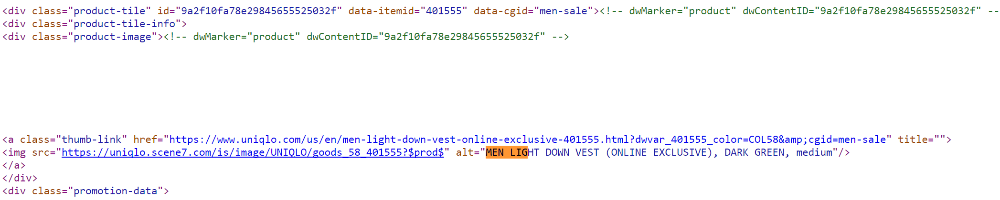 <div class="product-tile" id="9a2f10fa78e29845655525032f" data-itemid="401555" data-cgid="men-sale"><!-- dwMarker="product" dwContentID="9a2f10fa78e29845655525032f" --
<div class="product-tile-info">
<div class="product-image"><!-- dwMarker="product" dwContentID="9a2f10fa78e29845655525032f" -->
<a class="thumb-link" href="https://www.uniqlo.com/us/en/men-light-down-vest-online-exclusive-401555.html?dwvar_401555_color=COL58&amp;cgid=men-sale" title="">
<img src="https://uniqlo.scene7.com/is/image/UNIQLO/goods_58_401555?$prod$" alt="MEN LIGHT DOWN VEST (ONLINE EXCLUSIVE), DARK GREEN, medium"/>
</a>
</div>
<div class="promotion-data">